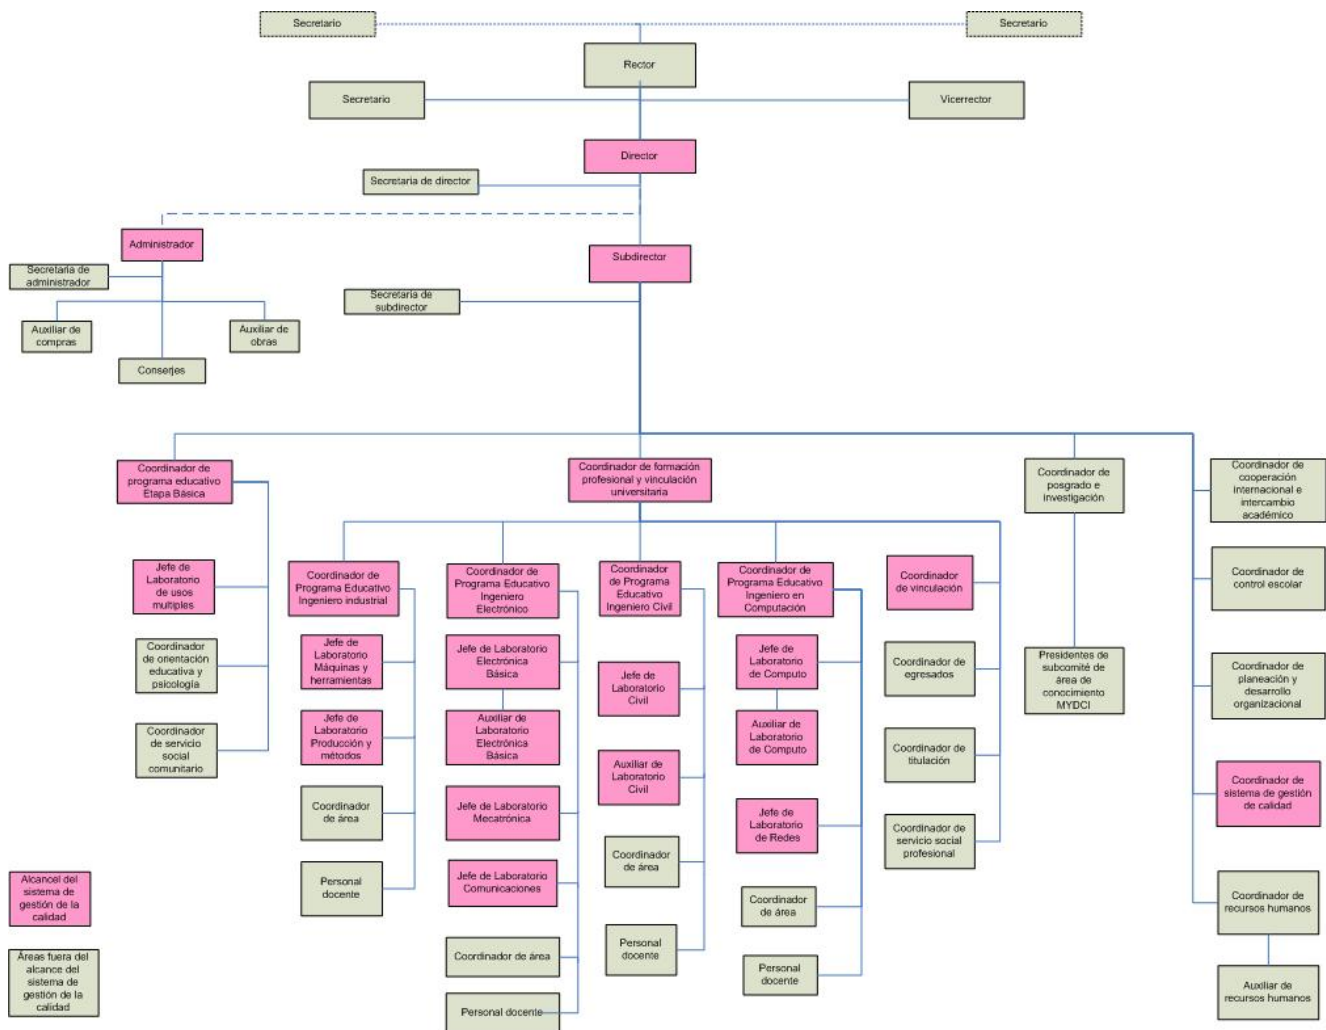 Secretario
Secretario
Rector
Secretario
Vicerrector
Director
Secretaria de director
Administrador
Subdirector
Secretaria de
administrador
Secretaria de
subdirector
Auxiliar de
compras
Auxiliar de
obras
Conserjes
Coordinador de
programa educativo
Etapa Básica
Coordinador de formación
profesional y vinculación
universitaria
Coordinador de
posgrado e
investigación
Coordinador de
cooperación
internacional e
intercambio
académico
Jefe de
Laboratorio
de usos
multiples
Coordinador
de orientación
educativa y
psicología
Coordinador
de servicio
social
comunitario
Coordinador de
Programa Educativo
Ingeniero industrial
Jefe de
Laboratorio
Máquinas y
herramientas
Jefe de
Laboratorio
Producción y
métodos
Coordinador
de área
Personal
docente
Coordinador de
Programa Educativo
Ingeniero
Electrónico
Jefe de Laboratorio
Electrónica
Básica
Auxiliar de
Laboratorio
Electrónica
Básica
Jefe de Laboratorio
Mecatrónica
Jefe de Laboratorio
Comunicaciones
Coordinador de área
Personal docente
Coordinador
de Programa
Educativo
Ingeniero Civil
Jefe de
Laboratorio
Civil
Auxiliar de
Laboratorio
Civil
Coordinador
de área
Personal
docente
Coordinador de
Programa Educativo
Ingeniero en
Computación
Jefe de
Laboratorio
de Computo
Auxiliar de
Laboratorio
de Computo
Jefe de
Laboratorio
de Redes
Coordinador
de área
Personal
docente
Coordinador
de vinculación
Coordinador de
egresados
Coordinador de
titulación
Coordinador de
servicio social
profesional
Presidentes de
subcomité de
área de
conocimiento
MYDCI
Coordinador de
control escolar
Coordinador de
planeación y
desarrollo
organizacional
Coordinador de
sistema de gestión
de calidad
Coordinador de
recursos humanos
Auxiliar de
recursos humanos
Alcancel del
sistema de
gestión de la
calidad
Áreas fuera del
alcance del
sistema de
gestión de la
calidad